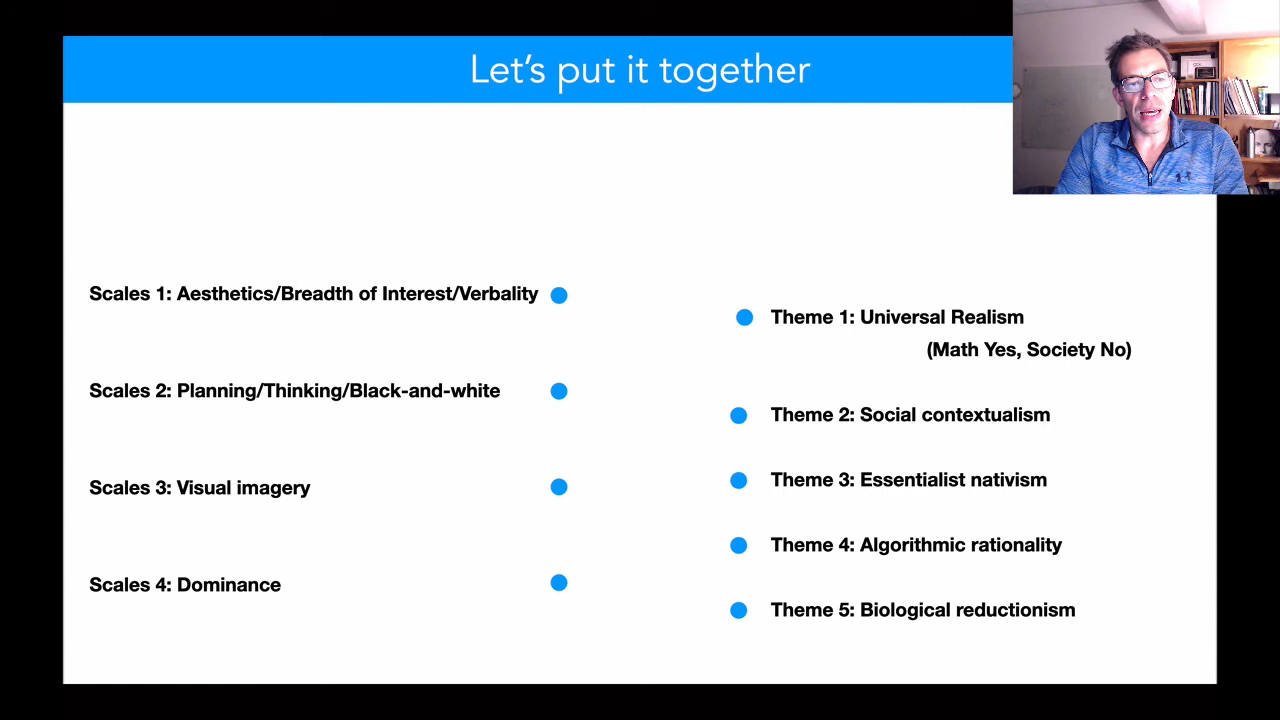 Let's put it together
Scales 1: Aesthetics/Breadth of Interest/Verbality
Scales 2: Planning/Thinking/Black-and-white
Scales 3: Visual imagery
Scales 4: Dominance
Theme 1: Universal Realism
(Math Yes, Society No)
Theme 2: Social contextualism
Theme 3: Essentialist nativism
Theme 4: Algorithmic rationality
Theme 5: Biological reductionism